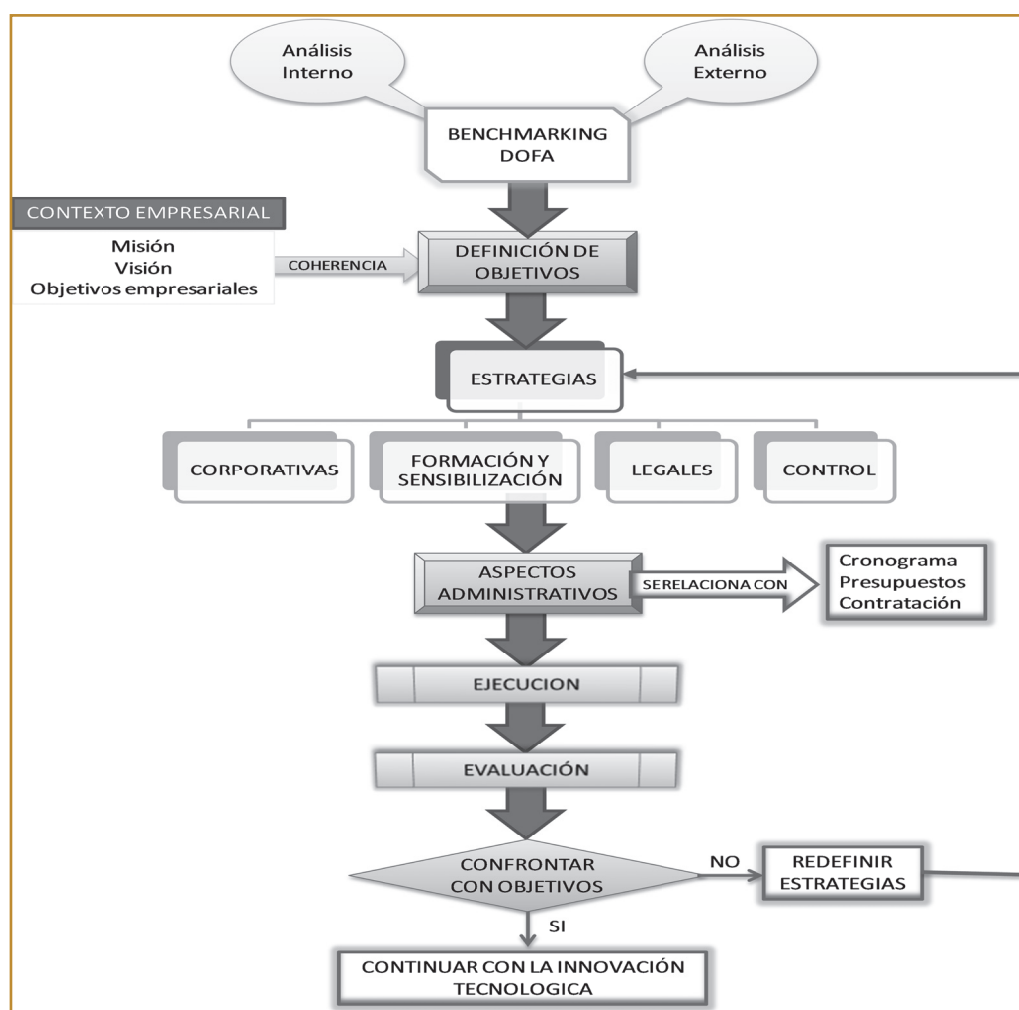 Análisis
Interno
Análisis
Externo
BENCHMARKING
DOFA
CONTEXTO EMPRESARIAL
Misión
Visión
Objetivos empresariales
COHERENCIA
DEFINICIÓN DE
OBJETIVOS
ESTRATEGIAS
CORPORATIVAS
FORMACIÓN Y
SENSIBILIZACIÓN
LEGALES
CONTROL
ASPECTOS
ADMINISTRATIVOS
SERELACIONA CON
Cronograma
Presupuestos
Contratación
EJECUCION
EVALUACIÓN
CONFRONTAR
CON OBJETIVOS
NO
REDEFINIR
ESTRATEGIAS
SI
CONTINUAR CON LA INNOVACIÓN
TECNOLOGICA